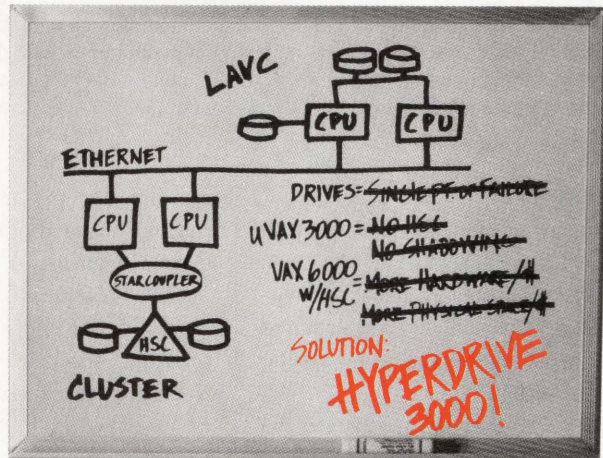 LAVC
CPU CPU
ETHERNET
CPU CPU
STARCOUPLER
HSC
CLUSTER
DRIVES= SINGLE PT. OF FAILURE
UVAX 3000 = NO HSC
NO SHADOWING
VAX 6000
W/HSC = MORE HARDWARE/$
MORE PHYSICAL SPACE/$
SOLUTION:
HYPERDRIVE
3000!